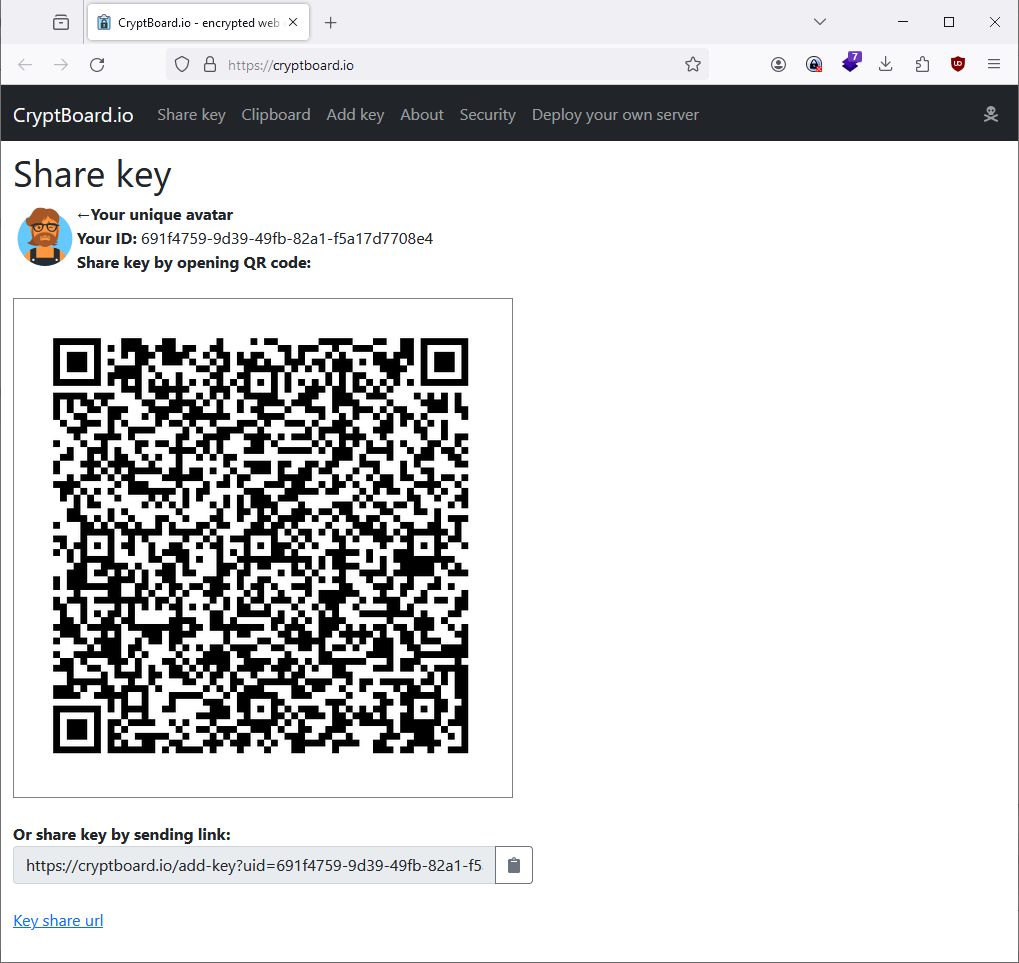 CryptBoard.io - encrypted web
7
https://cryptboard.io
UD
CryptBoard.io Share key Clipboard Add key About Security Deploy your own server
Share key
←Your unique avatar
Your ID: 691f4759-9d39-49fb-82a1-f5a17d7708e4
Share key by opening QR code:
Or share key by sending link:
https://cryptboard.io/add-key?uid=691f4759-9d39-49fb-82a1-f5
Key share url